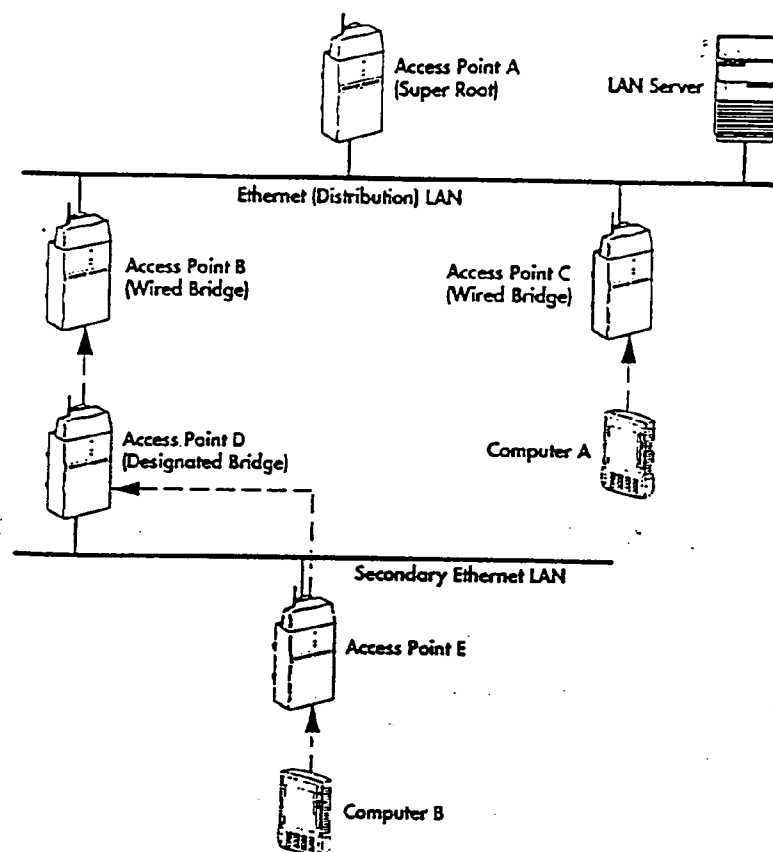 Access Point A
(Super Root)
LAN Server
Ethernet (Distribution) LAN
Access Point B
(Wired Bridge)
Access Point C
(Wired Bridge)
Access Point D
(Designated Bridge)
Computer A
Secondary Ethernet LAN
Access Point E
Computer B